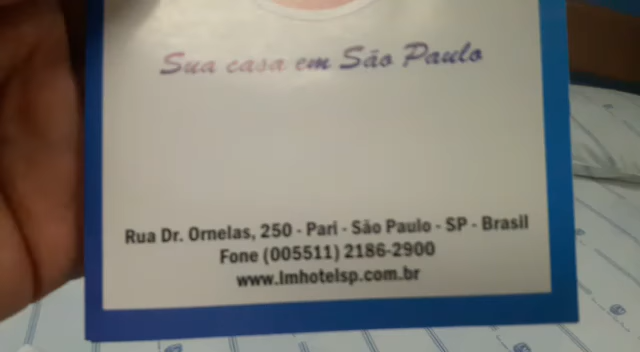 Sua casa em São Paulo
Rua Dr. Ornelas, 250 - Pari - São Paulo - SP - Brasil
Fone (005511) 2186-2900
www.lmhotelsp.com.br